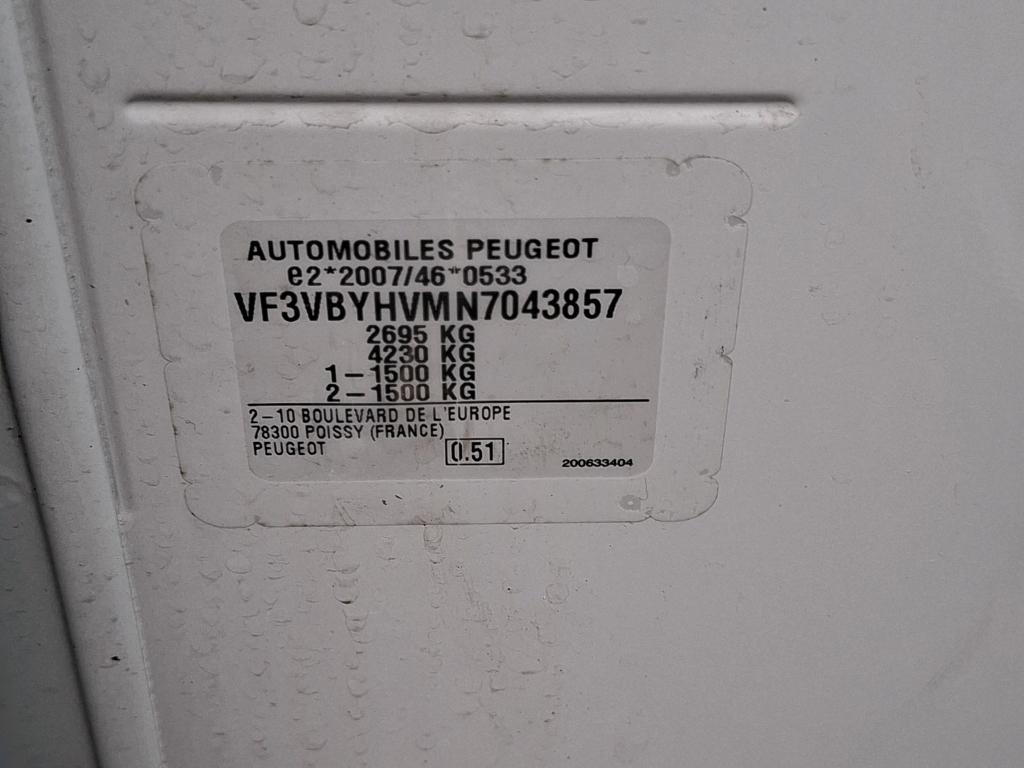 AUTOMOBILES PEUGEOT
e2*2007/46*0533
VF3VBYHVMN7043857
2695 KG
4230 KG
1-1500 KG
2-1500 KG
2-10 BOULEVARD DE L'EUROPE
78300 POISSY (FRANCE)
PEUGEOT
0.51
200633404